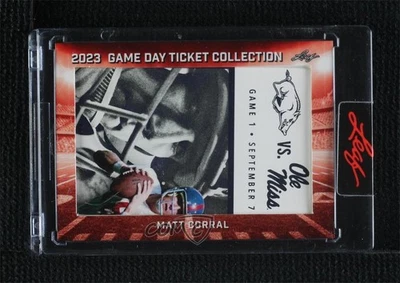 2023 GAME DAY TICKET COLLECTION
Leaf
VS. Ole Miss
GAME 1 • SEPTEMBER 7
MATT CORRAL
Leaf